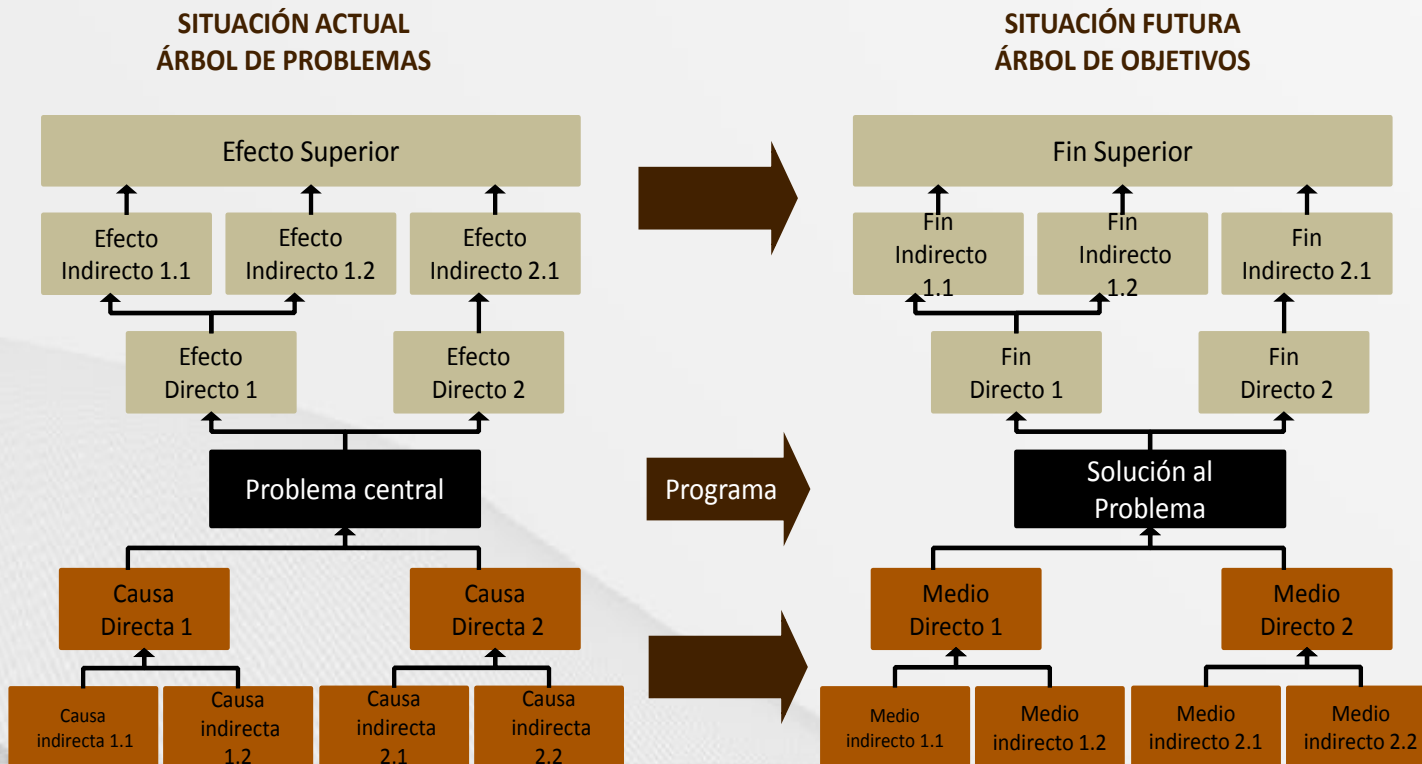 SITUACIÓN ACTUAL
ÁRBOL DE PROBLEMAS
Efecto Superior
Efecto
Indirecto 1.1
Efecto
Indirecto 1.2
Efecto
Indirecto 2.1
Efecto
Directo 1
Efecto
Directo 2
Problema central
Causa
Directa 1
Causa
Directa 2
Causa
indirecta 1.1
Causa
indirecta
1.2
Causa
indirecta
2.1
Causa
indirecta
2.2
Programa
SITUACIÓN FUTURA
ÁRBOL DE OBJETIVOS
Fin Superior
Fin
Indirecto
1.1
Fin
Indirecto
1.2
Fin
Indirecto 2.1
Fin
Directo 1
Fin
Directo 2
Solución al
Problema
Medio
Directo 1
Medio
Directo 2
Medio
indirecto 1.1
Medio
indirecto 1.2
Medio
indirecto 2.1
Medio
indirecto 2.2